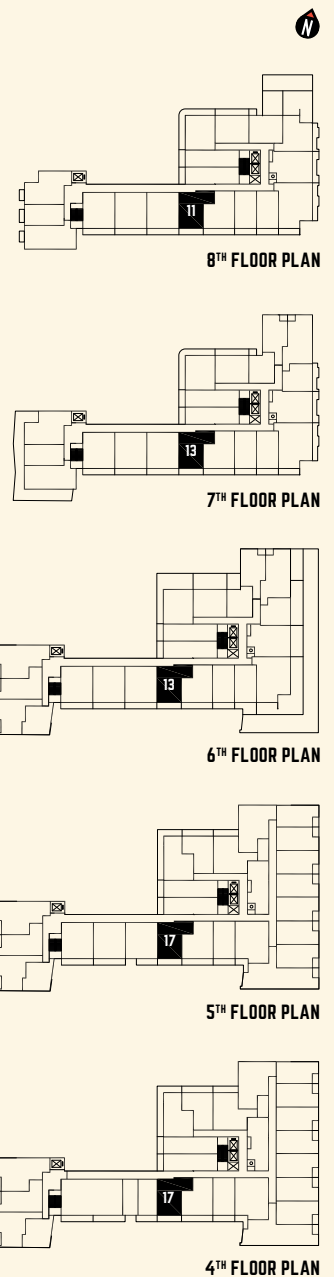 N
11
8TH FLOOR PLAN
13
7TH FLOOR PLAN
13
6TH FLOOR PLAN
17
5TH FLOOR PLAN
17
4TH FLOOR PLAN